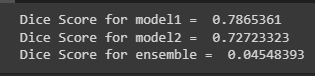 Dice Score for model1 =  0.7865361
Dice Score for model2 =  0.72723323
Dice Score for ensemble =  0.04548393